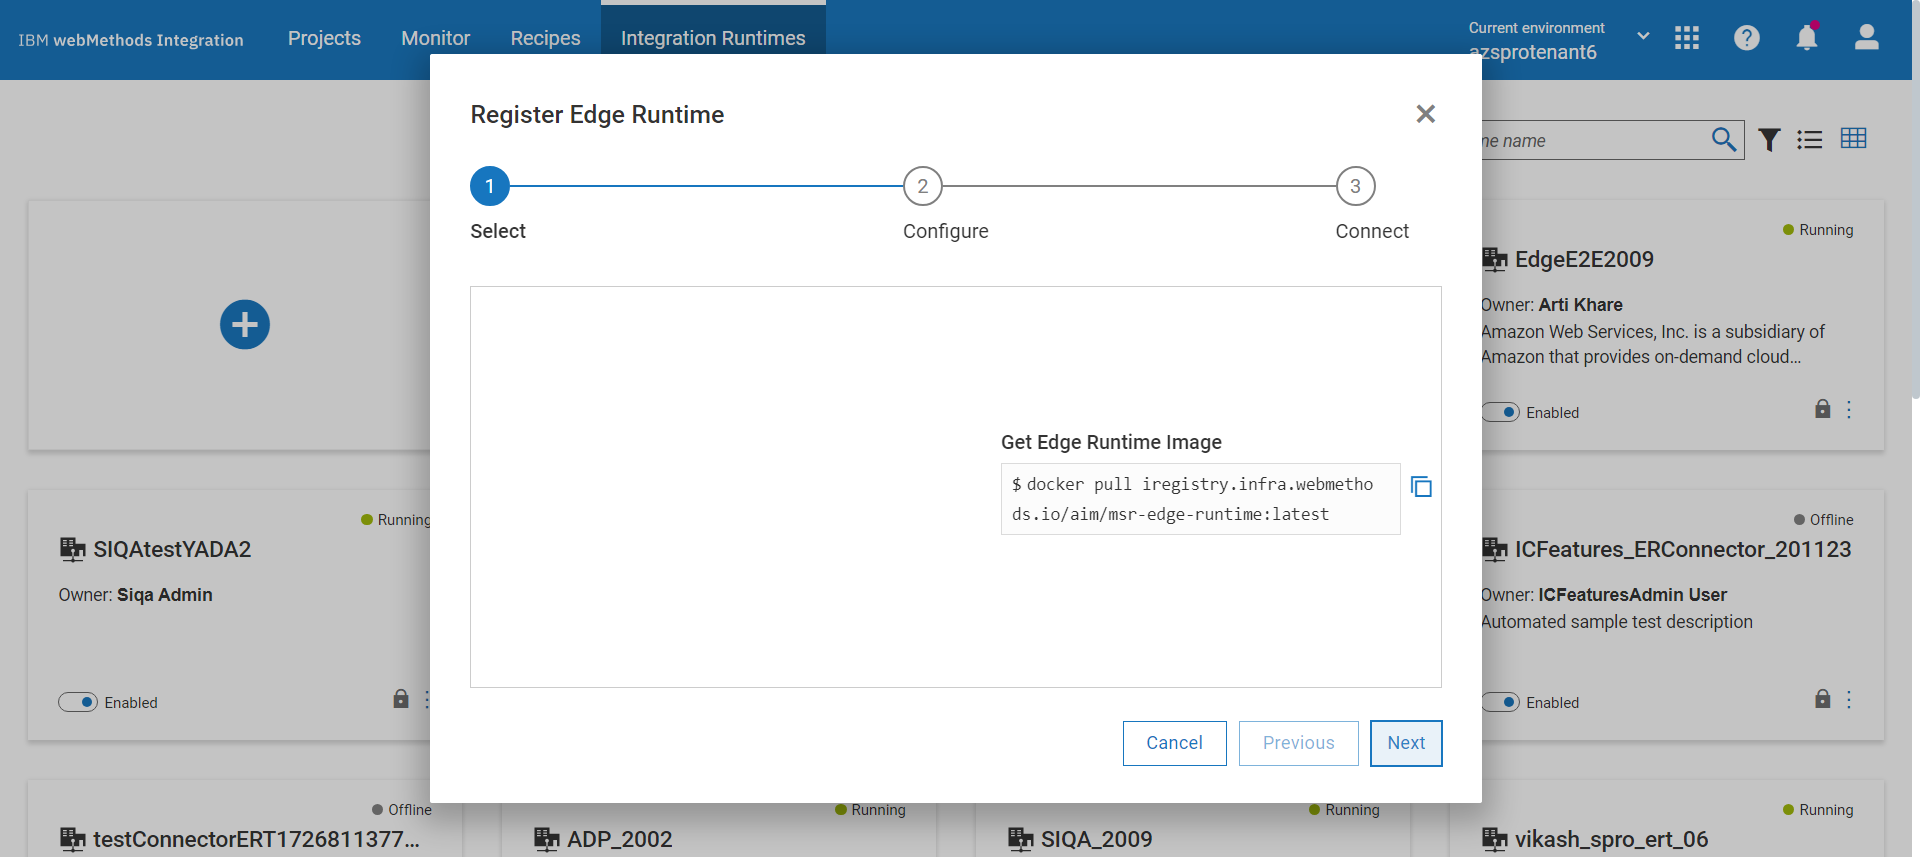 IBM webMethods Integration
Projects
Monitor
Recipes
Integration Runtimes
Current environment
azsprotenant6
?
Register Edge Runtime
1
2
3
Select
Configure
Connect
Get Edge Runtime Image
$ docker pull iregistry.infra.webmetho
ds.io/aim/msr-edge-runtime:latest
Cancel
Previous
Next
name
Running
EdgeE2E2009
Owner: Arti Khare
Amazon Web Services, Inc. is a subsidiary of
Amazon that provides on-demand cloud...
Enabled
Running
SIQAtestYADA2
Owner: Siqa Admin
Enabled
Offline
ICFeatures_ERConnector_201123
Owner: ICFeaturesAdmin User
Automated sample test description
Enabled
Offline
testConnectorERT1726811377...
Running
ADP_2002
Running
SIQA_2009
Running
vikash_spro_ert_06